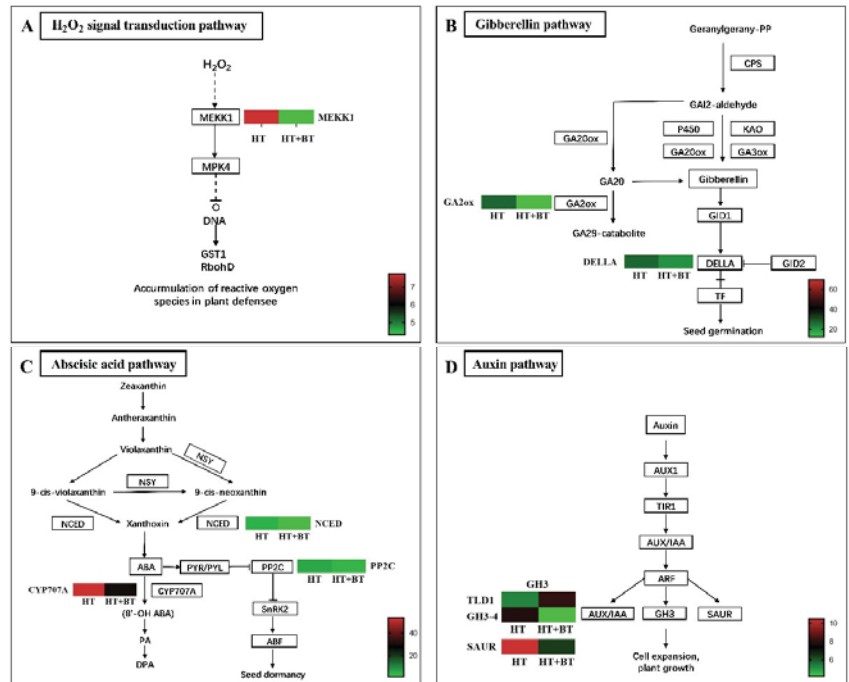 A
H₂O₂ signal transduction pathway
H₂O₂
MEKK1
MEKK1
HT
HT+BT
MPK4
DNA
GST1
RbohD
Accurmulation of reactive oxygen
species in plant defensee
7
6
5
B
Gibberellin pathway
Geranylgerany-PP
CPS
GAI2-aldehyde
P450
KAO
GA20ox
GA20ox
GA3ox
GA20
Gibberellin
GA2ox
HT
HT+BT
GA2ox
GA29-catabolite
GID1
DELLA
HT
HT+BT
DELLA
GID2
TF
Seed germination
60
40
20
C
Abscisic acid pathway
Zeaxanthin
Antheraxanthin
Violaxanthin
NSY
9-cis-violaxanthin
NSY
9-cis-neoxanthin
NCED
Xanthoxin
NCED
NCED
HT
HT+BT
ABA
PYR/PYL
PP2C
PP2C
HT
HT+BT
CYP707A
HT
HT+BT
CYP707A
(8'-OH ABA)
SnRK2
PA
ABF
DPA
Seed dormancy
40
20
D
Auxin pathway
Auxin
AUX1
TIR1
AUX/IAA
ARF
GH3
TLD1
GH3-4
HT
HT+BT
AUX/IAA
GH3
SAUR
SAUR
HT
HT+BT
Cell expansion,
plant growth
10
8
6